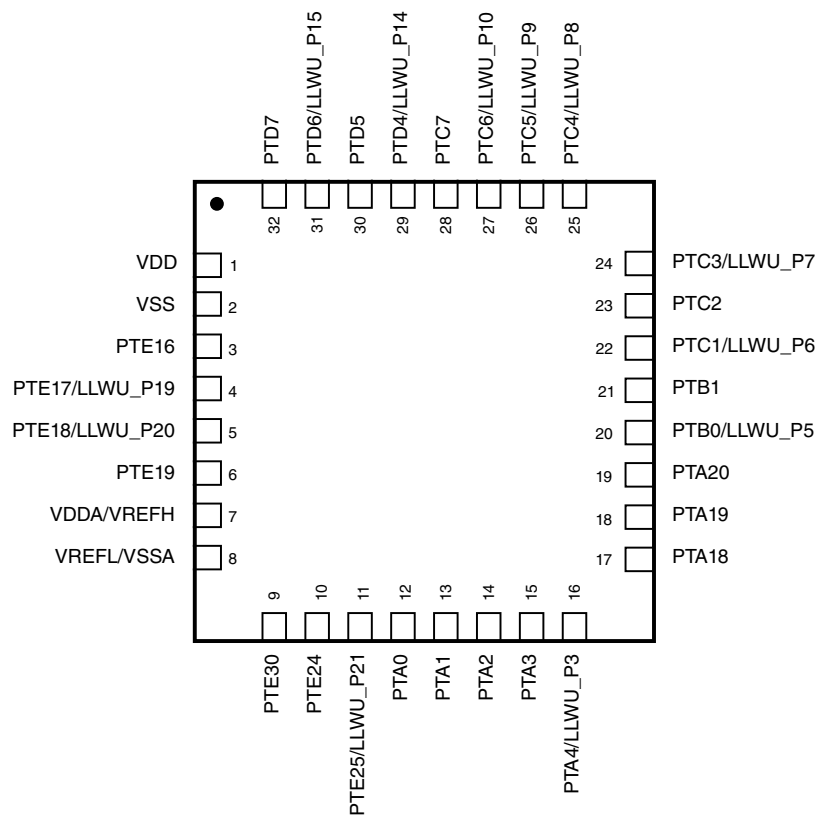 PTD7
PTD6/LLWU_P15
PTD5
PTD4/LLWU_P14
PTC7
PTC6/LLWU_P10
PTC5/LLWU_P9
PTC4/LLWU_P8
32
31
30
29
28
27
26
25
VDD 1
VSS 2
PTE16 3
PTE17/LLWU_P19 4
PTE18/LLWU_P20 5
PTE19 6
VDDA/VREFH 7
VREFL/VSSA 8
24 PTC3/LLWU_P7
23 PTC2
22 PTC1/LLWU_P6
21 PTB1
20 PTB0/LLWU_P5
19 PTA20
18 PTA19
17 PTA18
9
10
11
12
13
14
15
16
PTE30
PTE24
PTE25/LLWU_P21
PTA0
PTA1
PTA2
PTA3
PTA4/LLWU_P3